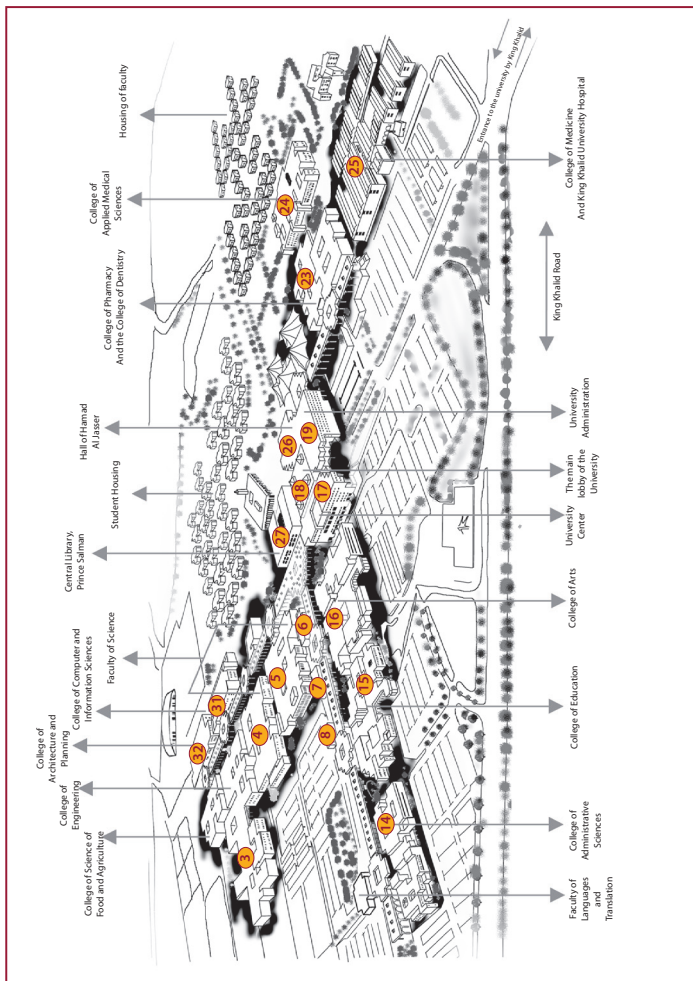 College of Science of
Food and Agriculture
College of
Engineering
College of
Architecture and
Planning
College of Computer and
Information Sciences
Faculty of Science
Central Library,
Prince Salman
Student Housing
Hall of Hamad
Al Jasser
College of Pharmacy
And the College of Dentistry
College of
Applied Medical
Sciences
Housing of faculty
3
4
5
6
7
8
14
15
16
17
18
19
23
24
25
26
27
31
32
Faculty of
Languages
and
Translation
College of
Administrative
Sciences
College of Education
College of Arts
University
Center
The main
lobby of the
University
University
Administration
King Khalid Road
College of Medicine
And King Khalid University Hospital
Entrance to the university by King Khalid